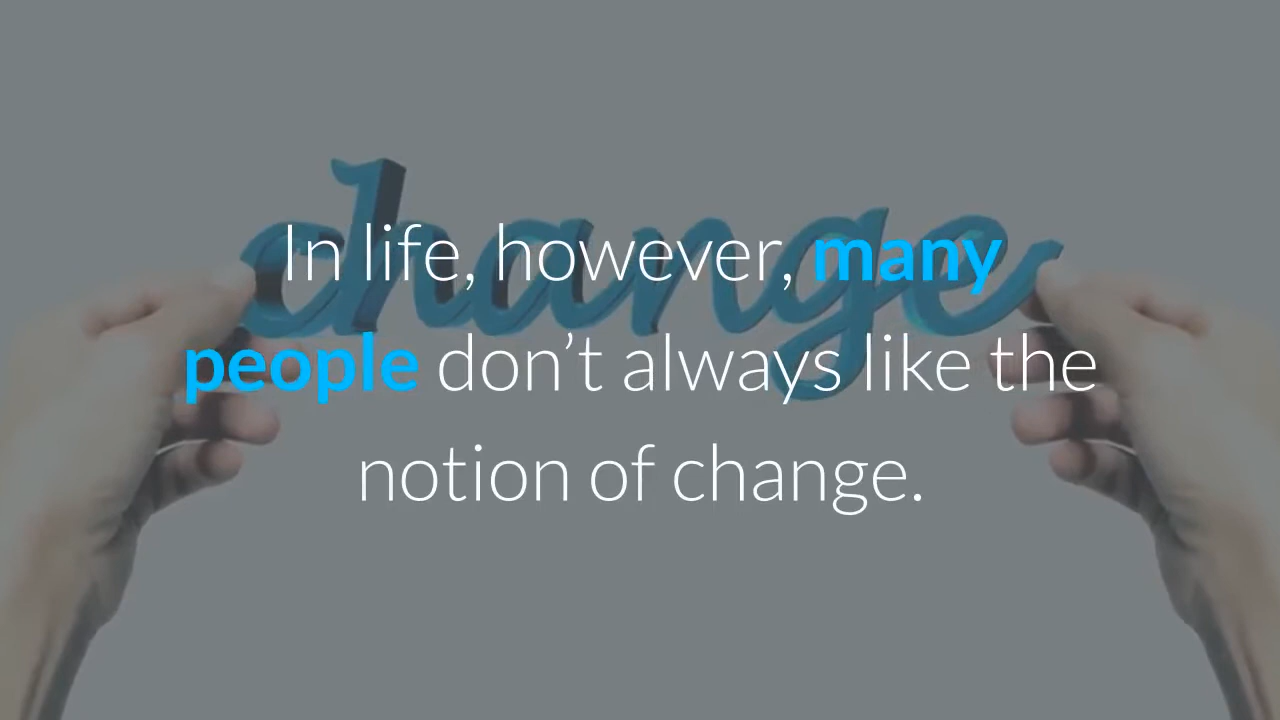 change
In life, however, many
people don’t always like the
notion of change.